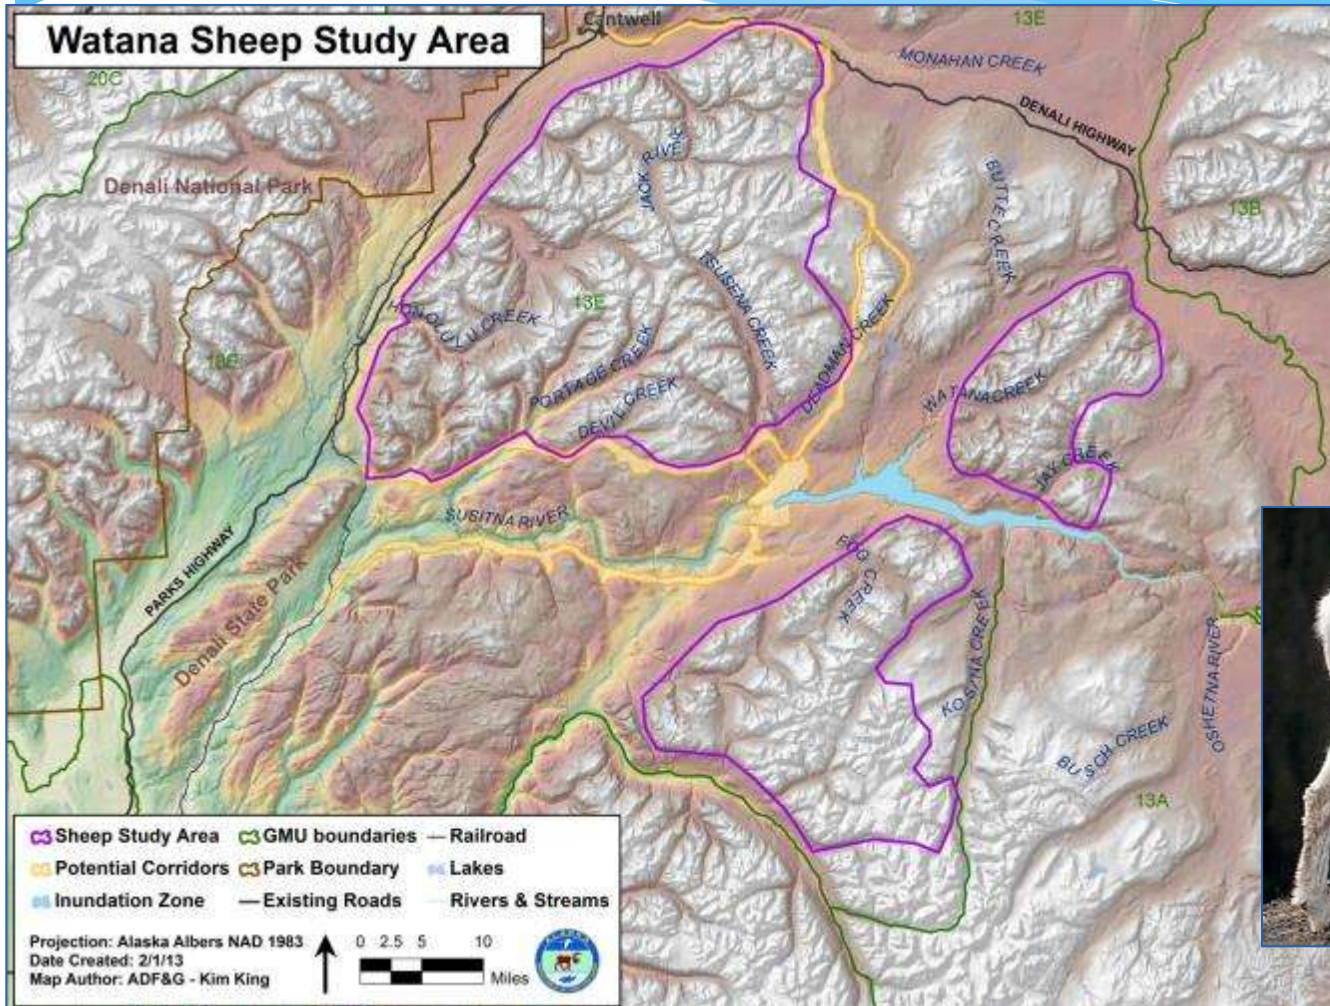 Watana Sheep Study Area
Cantwell
13E
20C
MONAHAN CREEK
DENALI HIGHWAY
Denali National Park
JACK RIVER
BUTTE CREEK
13B
TSUSENA CREEK
HONOLULU CREEK
13E
PORTAGE CREEK
DEADMAN CREEK
DEVIL CREEK
WATANA CREEK
JAY CREEK
SUSITNA RIVER
PARKS HIGHWAY
Denali State Park
FOG CREEK
KOSINA CREEK
OSHETNA RIVER
BUSCH CREEK
13A
Sheep Study Area
GMU boundaries
Railroad
Potential Corridors
Park Boundary
Lakes
Inundation Zone
Existing Roads
Rivers & Streams
Projection: Alaska Albers NAD 1983
Date Created: 2/1/13
Map Author: ADF&G - Kim King
0 2.5 5 10
Miles